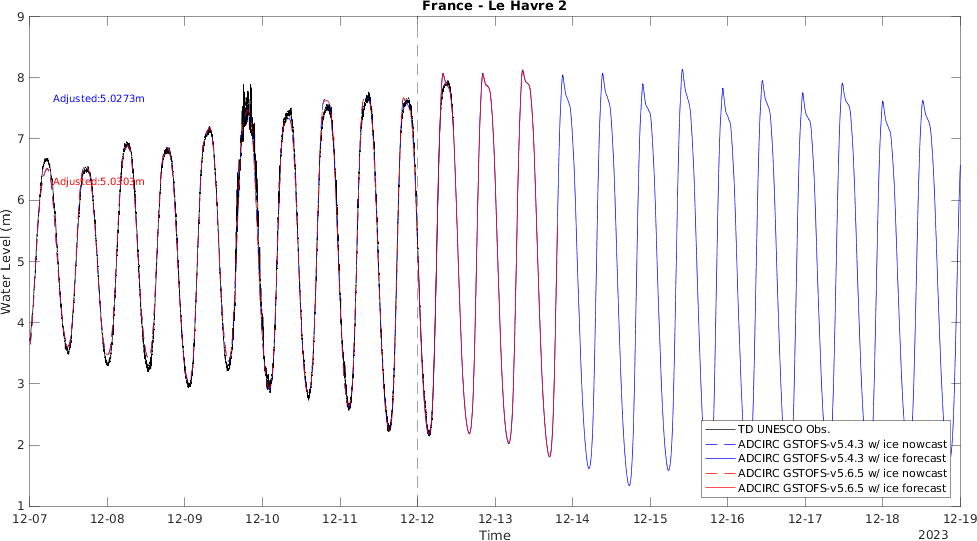 France - Le Havre 2
9
8
7
6
5
4
3
2
1
Water Level (m)
Adjusted:5.0273m
Adjusted:5.0303m
TD UNESCO Obs.
ADCIRC GSTOFS-v5.4.3 w/ ice nowcast
ADCIRC GSTOFS-v5.4.3 w/ ice forecast
ADCIRC GSTOFS-v5.6.5 w/ ice nowcast
ADCIRC GSTOFS-v5.6.5 w/ ice forecast
12-07 12-08 12-09 12-10 12-11 12-12 12-13 12-14 12-15 12-16 12-17 12-18 12-19
Time
2023